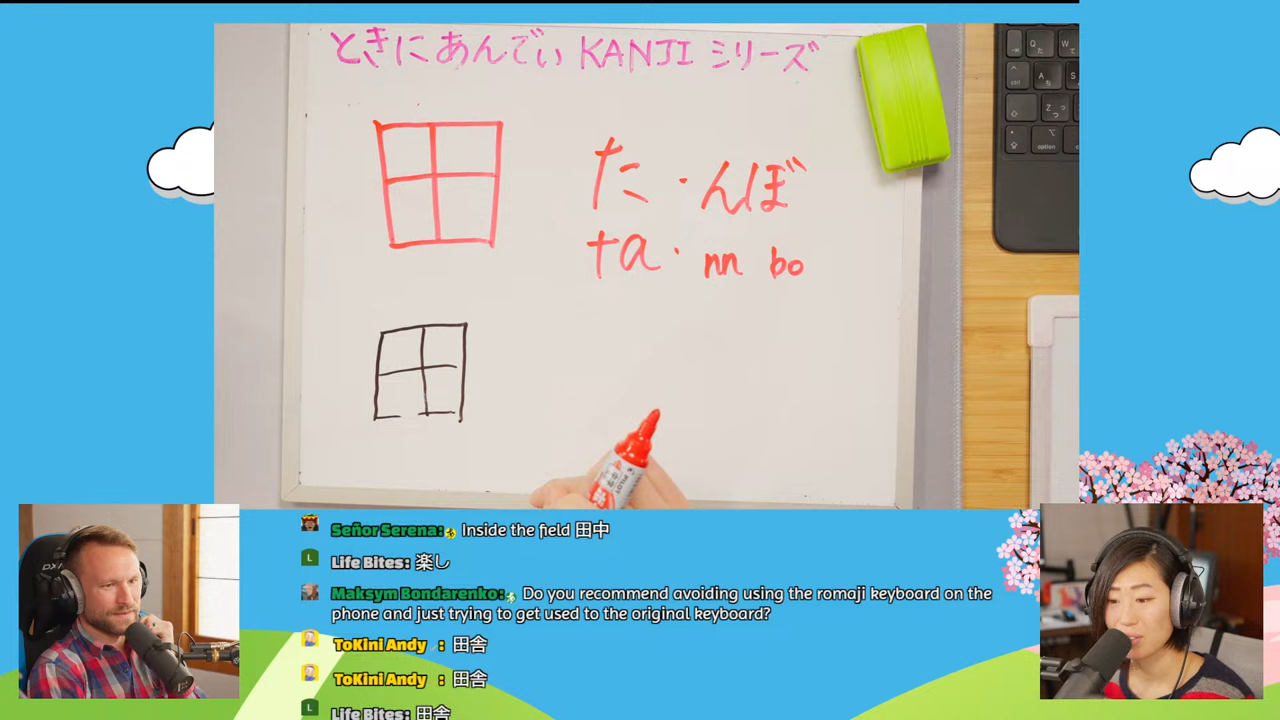 ときにあんでぃ KANJI シリーズ
田
た・んぼ
ta・nn bo
田
Señor Serena: Inside the field 田中
Life Bites: 楽し
Maksym Bondarenko: Do you recommend avoiding using the romaji keyboard on the
phone and just trying to get used to the original keyboard?
ToKini Andy : 田舎
ToKini Andy : 田舎
Life Bites: 田舎